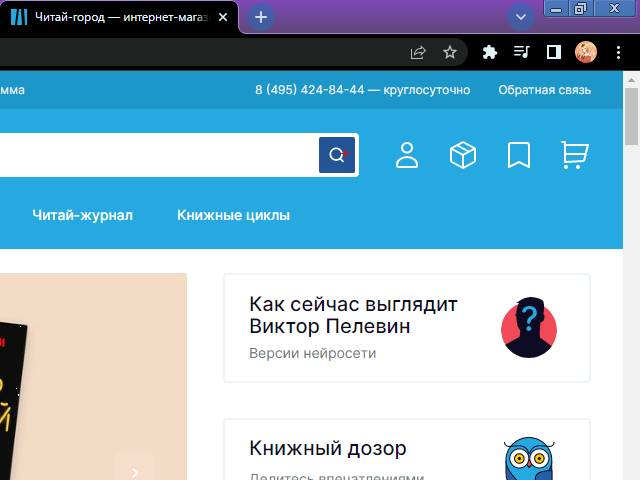 Читай-город — интернет-магаз
мма
8 (495) 424-84-44 — круглосуточно
Обратная связь
Читай-журнал
Книжные циклы
Как сейчас выглядит
Виктор Пелевин
Версии нейросети
?
Книжный дозор
Делитесь впечатлениями